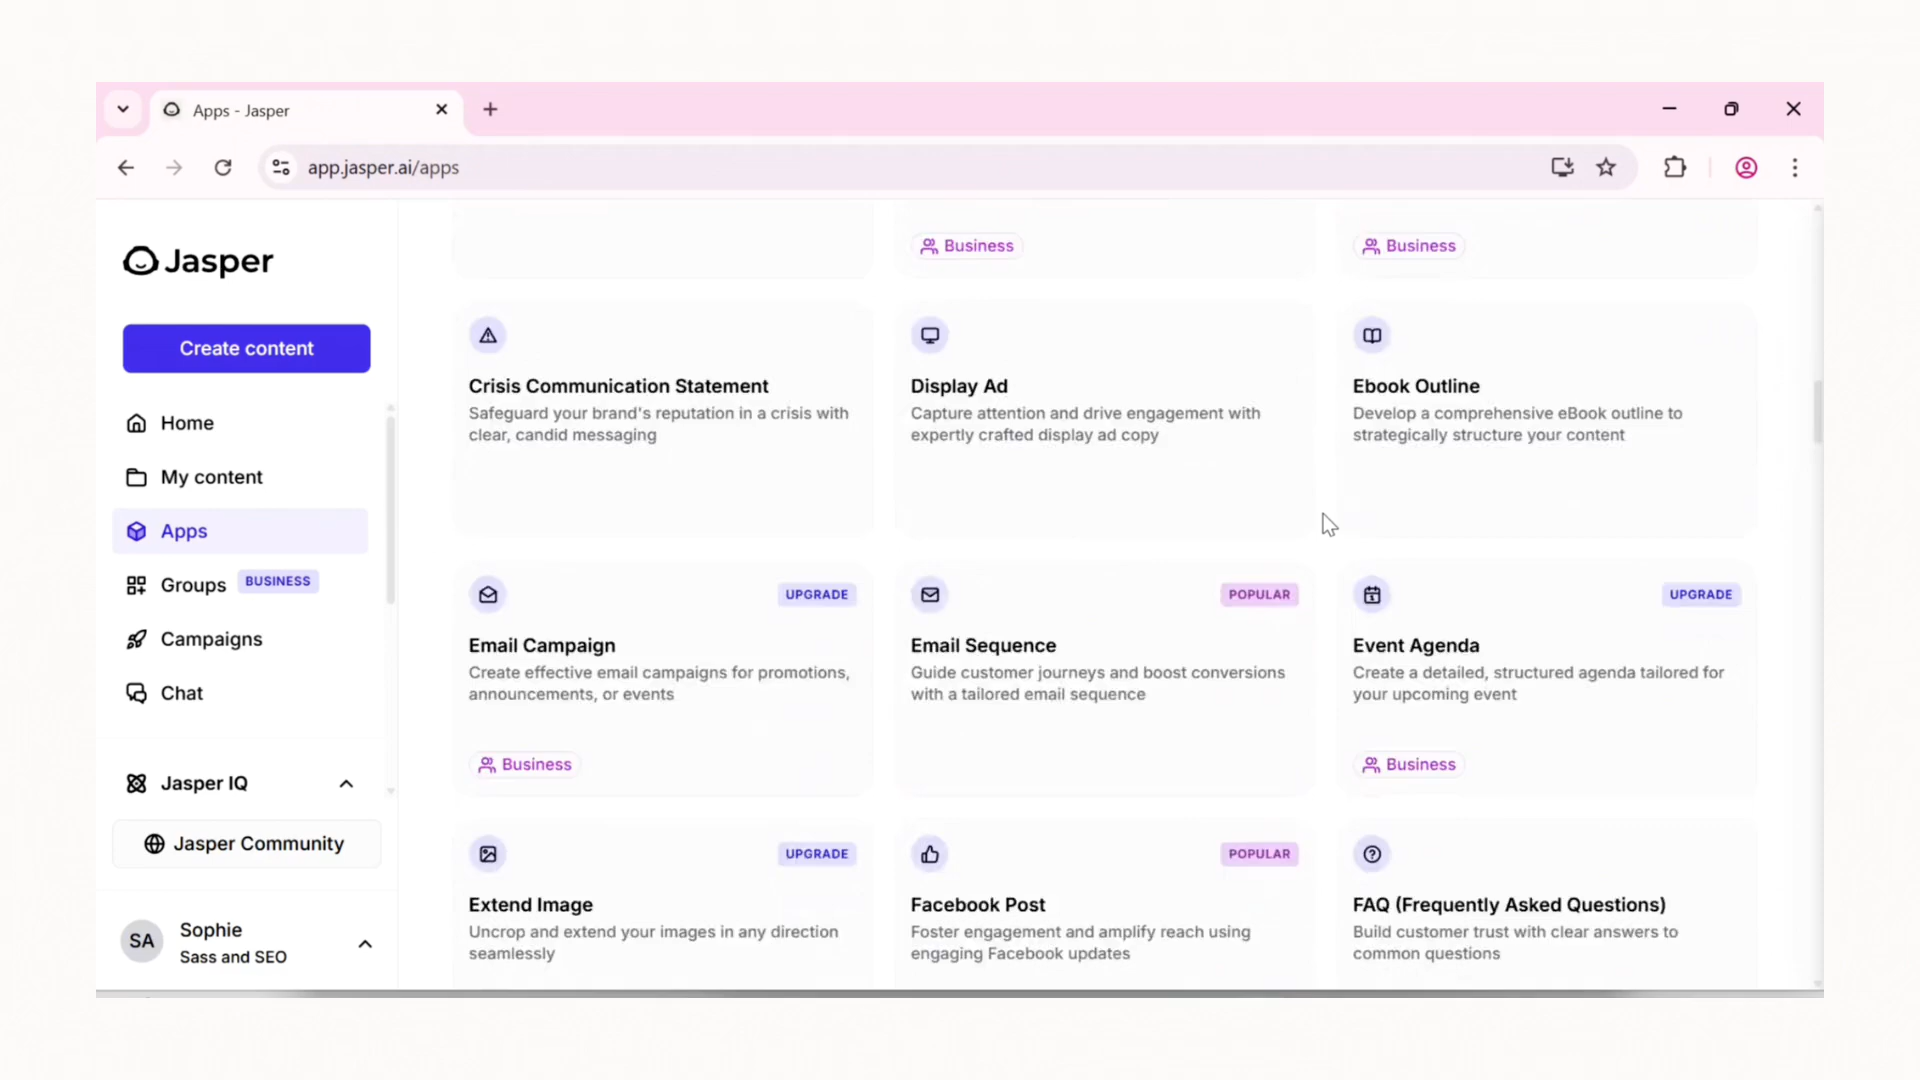 Apps - Jasper
app.jasper.ai/apps
Jasper
Create content
Home
My content
Apps
Groups BUSINESS
Campaigns
Chat
Jasper IQ
Jasper Community
SA
Sophie
Sass and SEO
Business
Business
Crisis Communication Statement
Safeguard your brand's reputation in a crisis with
clear, candid messaging
Display Ad
Capture attention and drive engagement with
expertly crafted display ad copy
Ebook Outline
Develop a comprehensive eBook outline to
strategically structure your content
UPGRADE
Email Campaign
Create effective email campaigns for promotions,
announcements, or events
Business
POPULAR
Email Sequence
Guide customer journeys and boost conversions
with a tailored email sequence
UPGRADE
Event Agenda
Create a detailed, structured agenda tailored for
your upcoming event
Business
UPGRADE
Extend Image
Uncrop and extend your images in any direction
seamlessly
POPULAR
Facebook Post
Foster engagement and amplify reach using
engaging Facebook updates
FAQ (Frequently Asked Questions)
Build customer trust with clear answers to
common questions